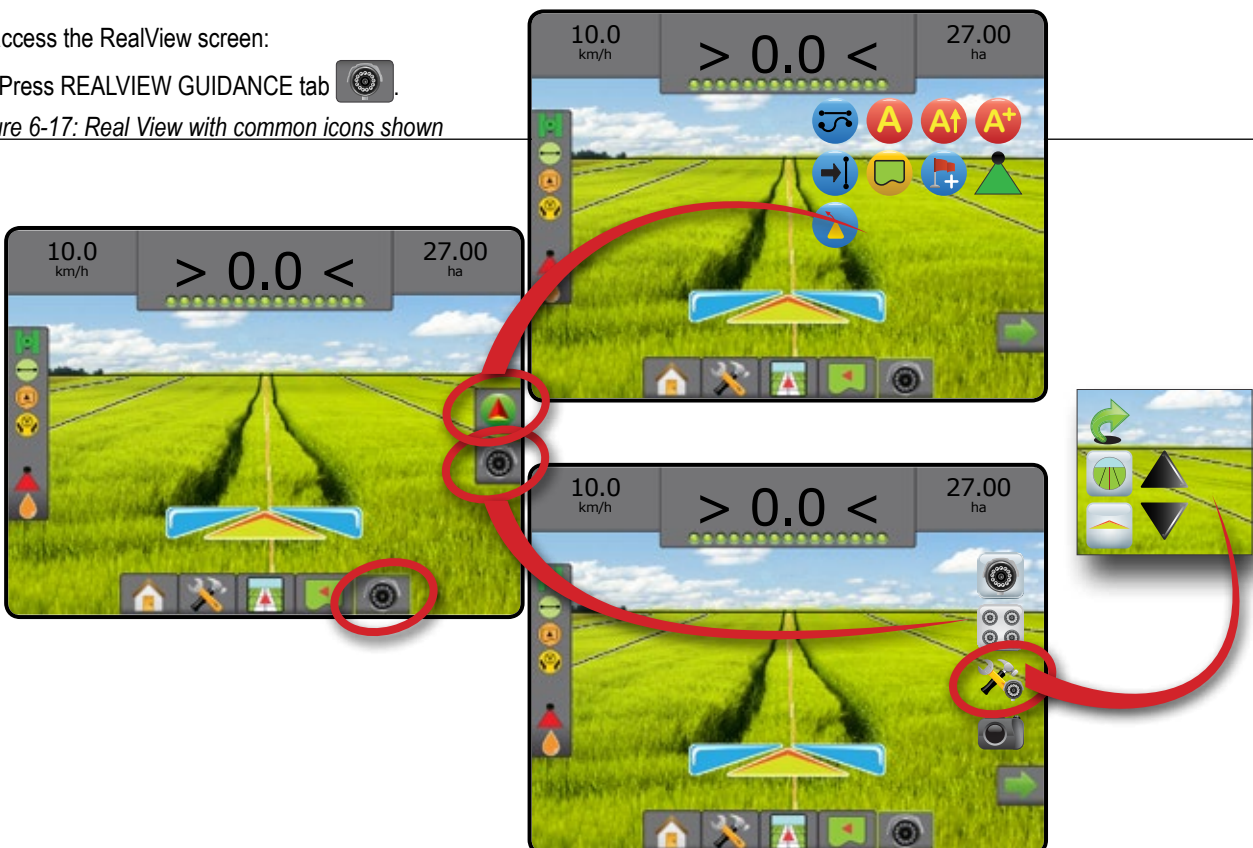 ccess the RealView screen:
Press REALVIEW GUIDANCE tab .
ure 6-17: Real View with common icons shown
10.0
km/h
> 0.0 <
27.00
ha
A A A+
10.0
km/h
> 0.0 <
27.00
ha
10.0
km/h
> 0.0 <
27.00
ha